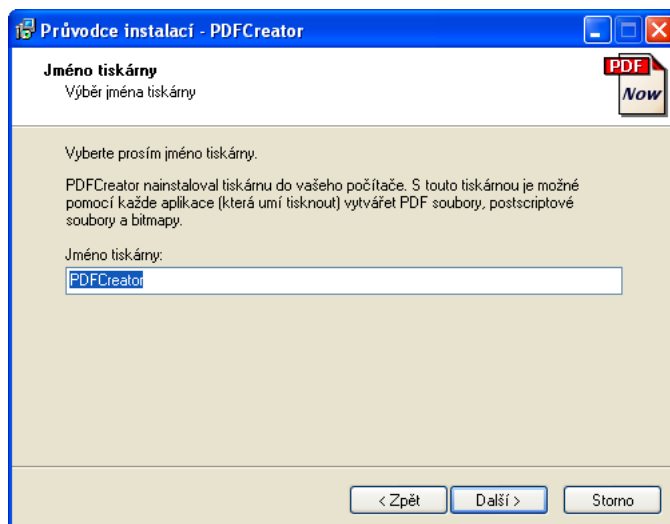 Průvodce instalací - PDFCreator
Jméno tiskárny
Výběr jména tiskárny
PDF
Now
Vyberte prosím jméno tiskárny.
PDFCreator nainstaloval tiskárnu do vašeho počítače. S touto tiskárnou je možné
pomocí každe aplikace (která umí tisknout) vytvářet PDF soubory, postscriptové
soubory a bitmapy.
Jméno tiskárny:
PDFCreator
< Zpět
Další >
Storno